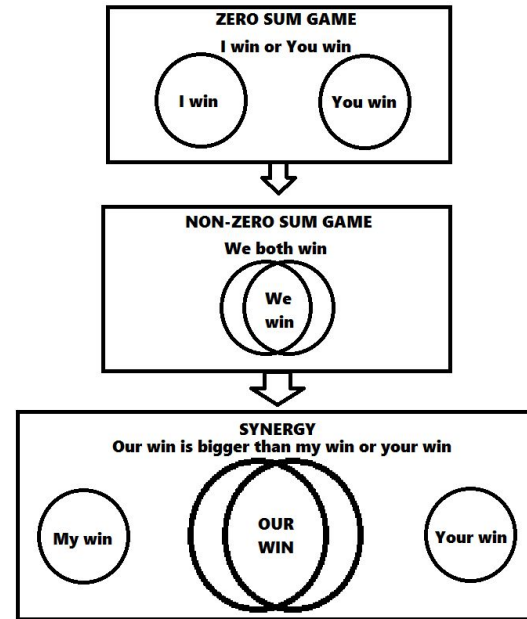 ZERO SUM GAME
I win or You win
I win
You win
NON-ZERO SUM GAME
We both win
We
win
SYNERGY
Our win is bigger than my win or your win
My win
OUR
WIN
Your win